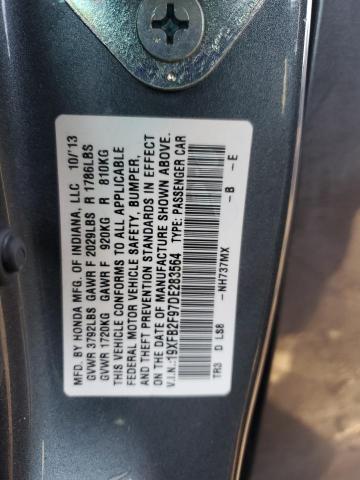 MFD. BY HONDA MFG. OF INDIANA, LLC 10/'13
GVWR 3792LBS GAWR F 2029LBS R 1786LBS
GVWR 1720KG GAWR F 920KG R 810KG
THIS VEHICLE CONFORMS TO ALL APPLICABLE
FEDERAL MOTOR VEHICLE SAFETY, BUMPER,
THEFT PREVENTION STANDARDS IN EFFECT
ON THE DATE OF MANUFACTURE SHOWN ABOVE.
V.I.N.:19XFB2F97DE283564 TYPE: PASSENGER CAR
TR3 D LS8 -NH737MX -B -E